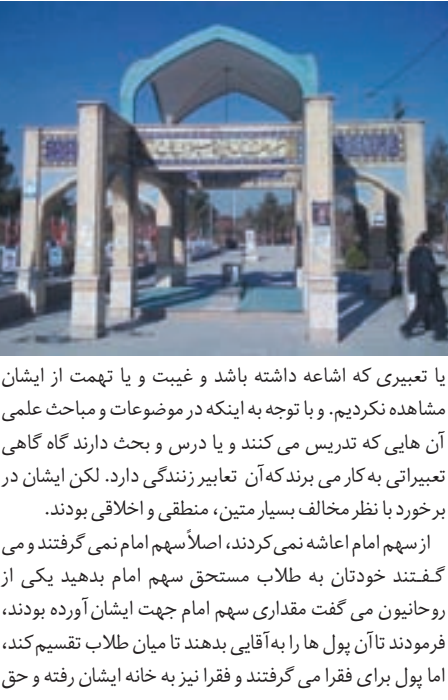 یا تعبیری که اشاعه داشته باشد و غیبت و یا تهمت از ایشان
مشاهده نکردیم. و با توجه به اینکه در موضوعات و مباحث علمی
آن هایی که تدریس می کنند و یا درس و بحث دارند گاه گاهی
تعبیراتی به کار می برند که آن تعابیر زنندگی دارد. لکن ایشان در
برخورد با نظر مخالف بسیار متین، منطقی و اخلاقی بودند.
از سهم امام اعاشه نمی کردند، اصلاً سهم امام نمی گرفتند و می
گفتند خودتان به طلاب مستحق سهم امام بدهید یکی از
روحانیون می گفت مقداری سهم امام جهت ایشان آورده بودند،
فرمودند تا آن پول ها را به آقایی بدهند تا میان طلاب تقسیم کند،
اما پول برای فقرا می گرفتند و فقرا نیز به خانه ایشان رفته و حق